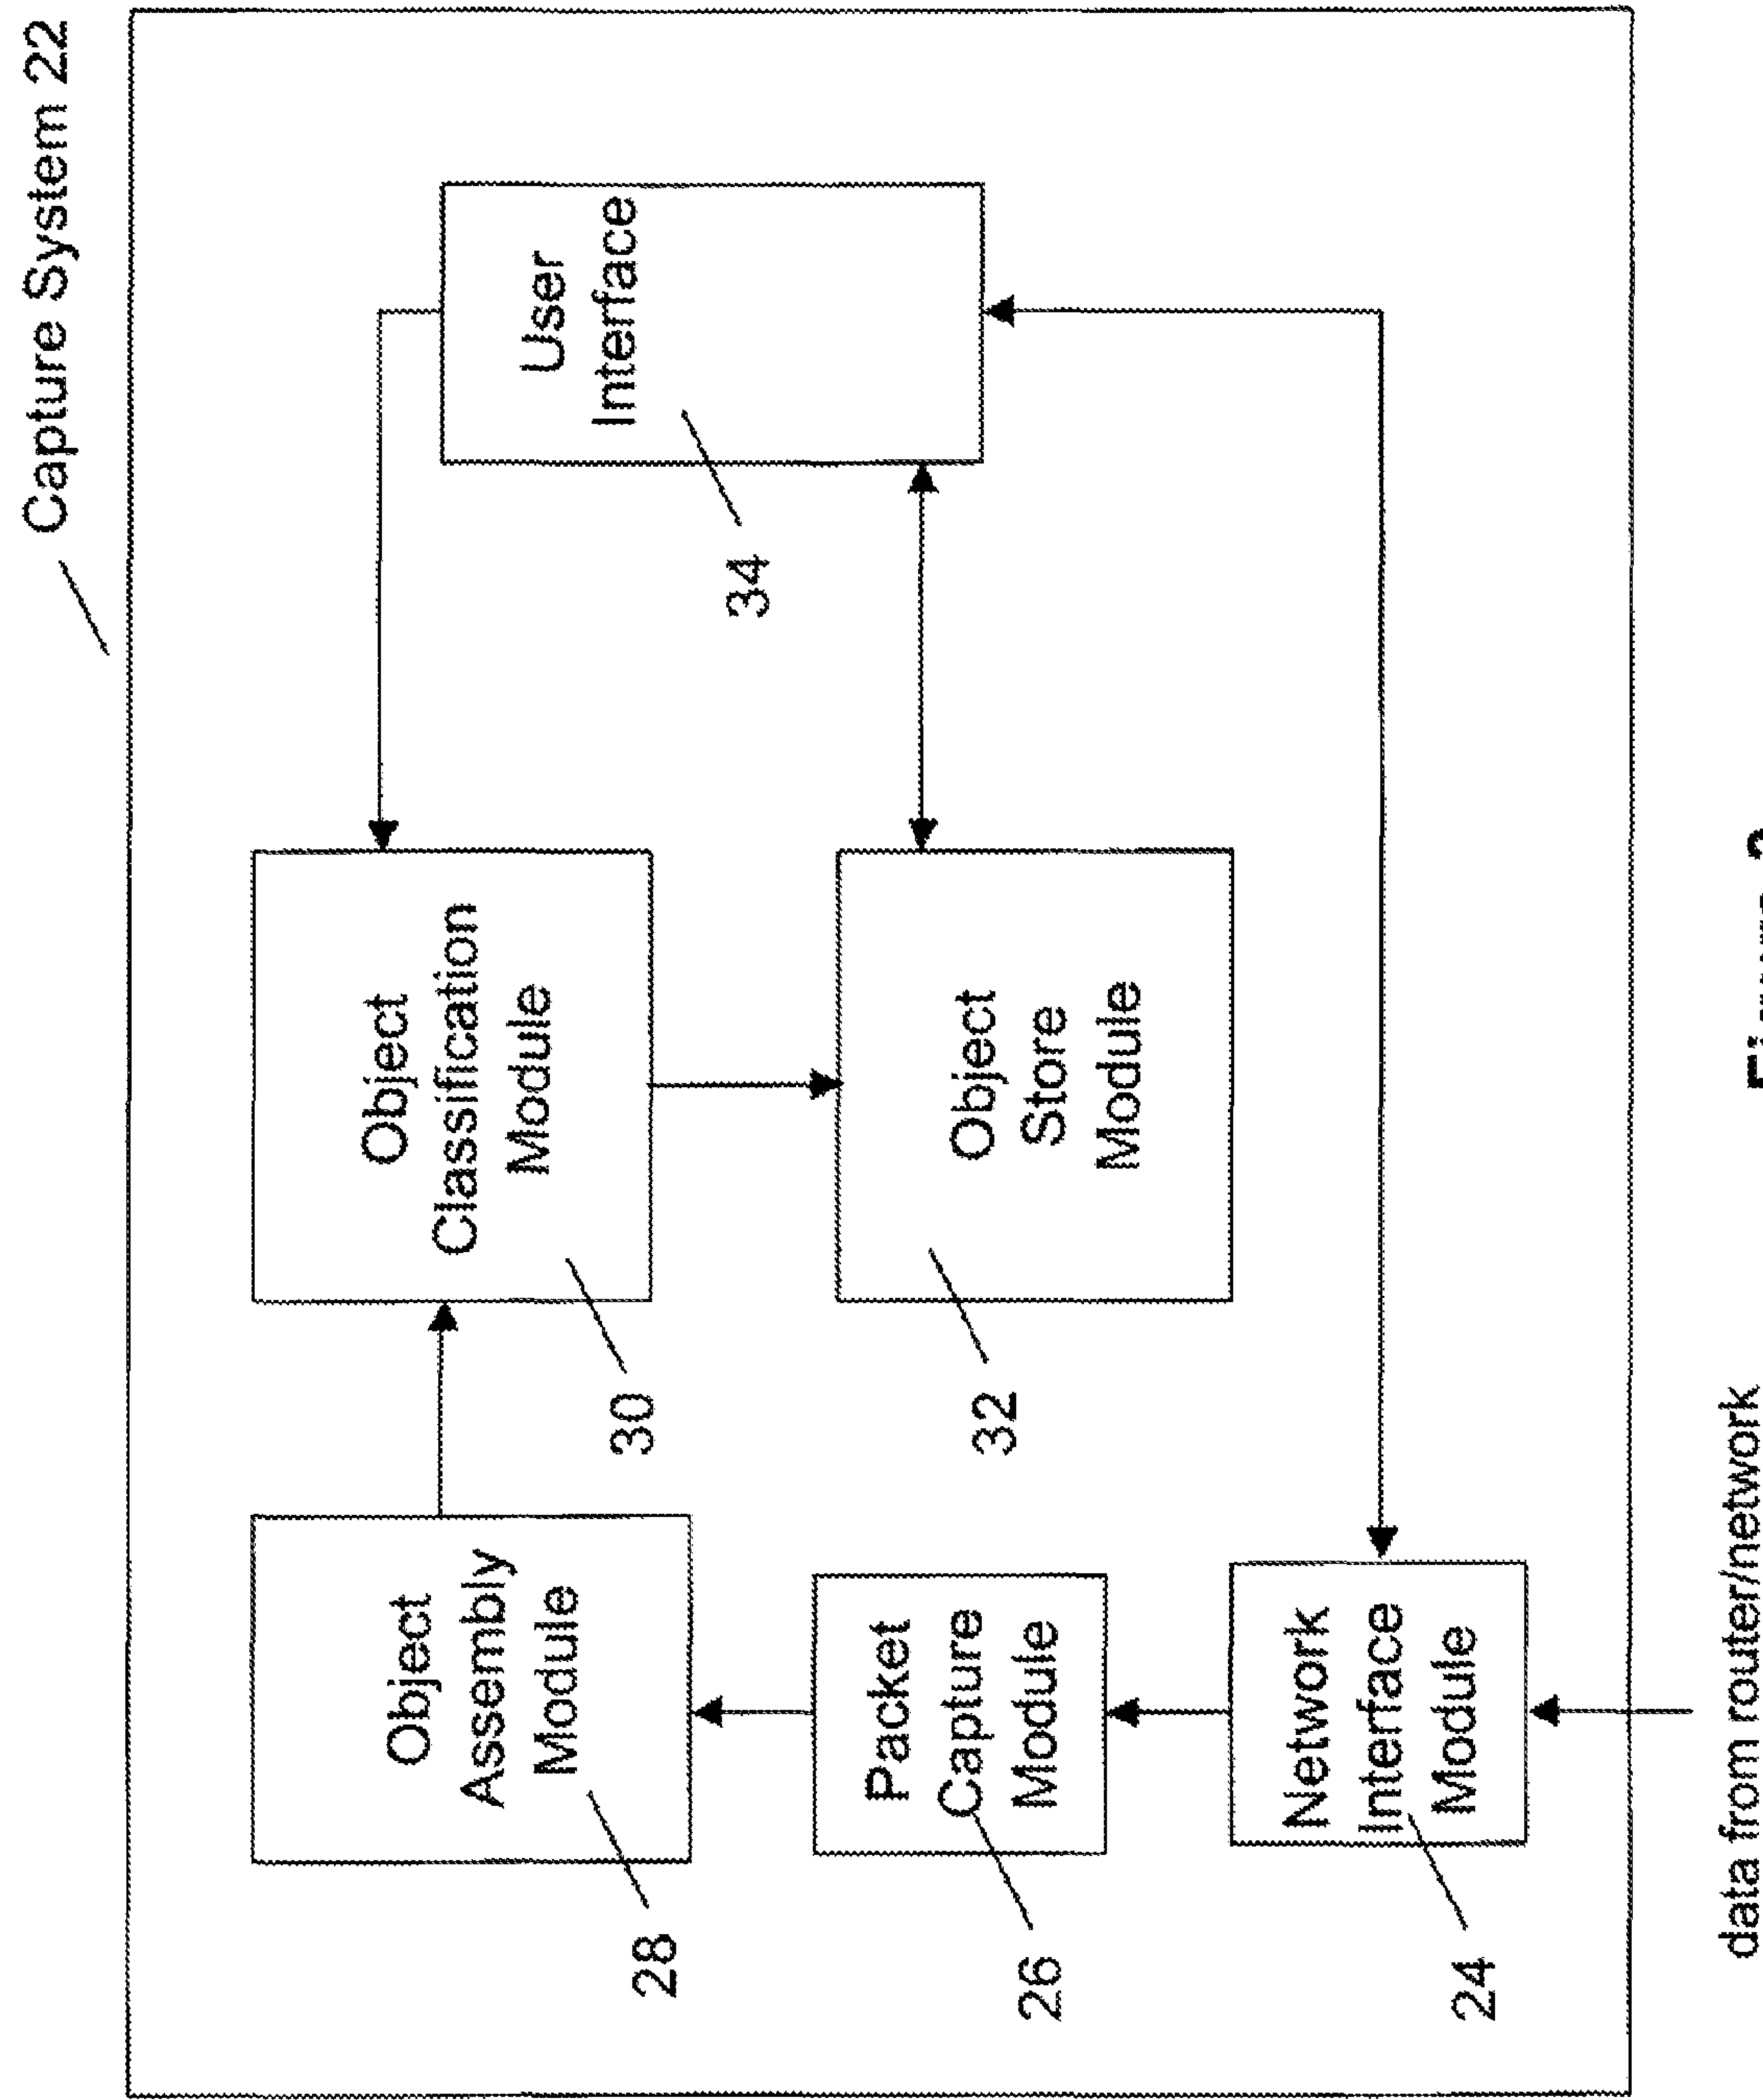 Capture System 22
Object
Assembly
Module
28
Object
Classification
Module
30
User
Interface
34
Packet
Capture
Module
26
Object
Store
Module
32
Network
Interface
Module
24
data from router/network